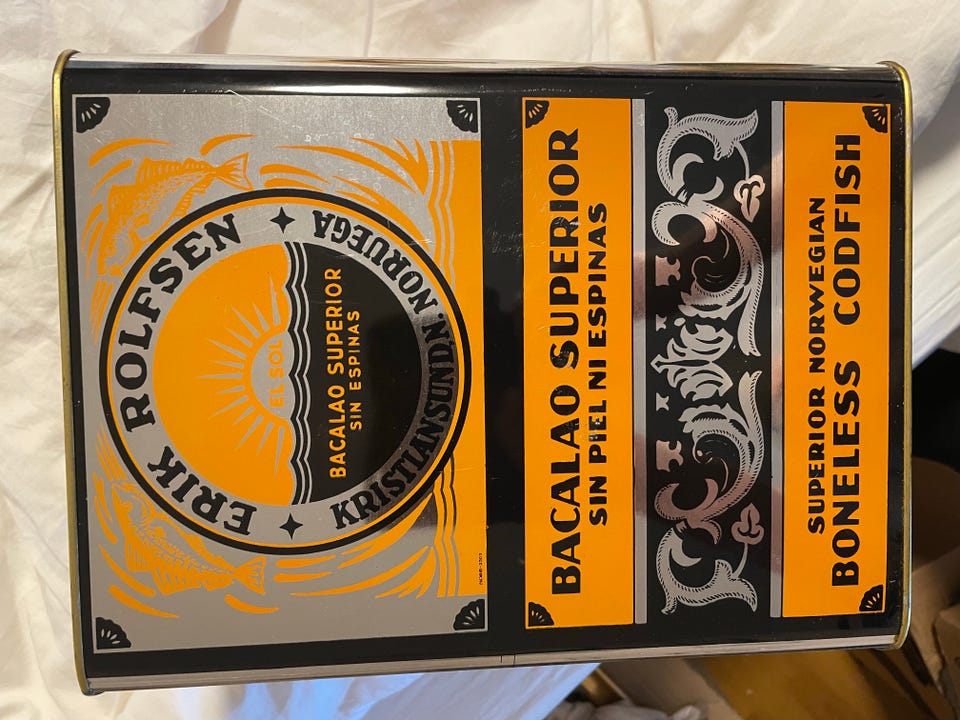 ERIK ROLFSEN
KRISTIANSUND N. NORUEGA
EL SOL
BACALAO SUPERIOR
SIN ESPINAS
BACALAO SUPERIOR
SIN PIEL NI ESPINAS
SUPERIOR NORWEGIAN
BONELESS CODFISH